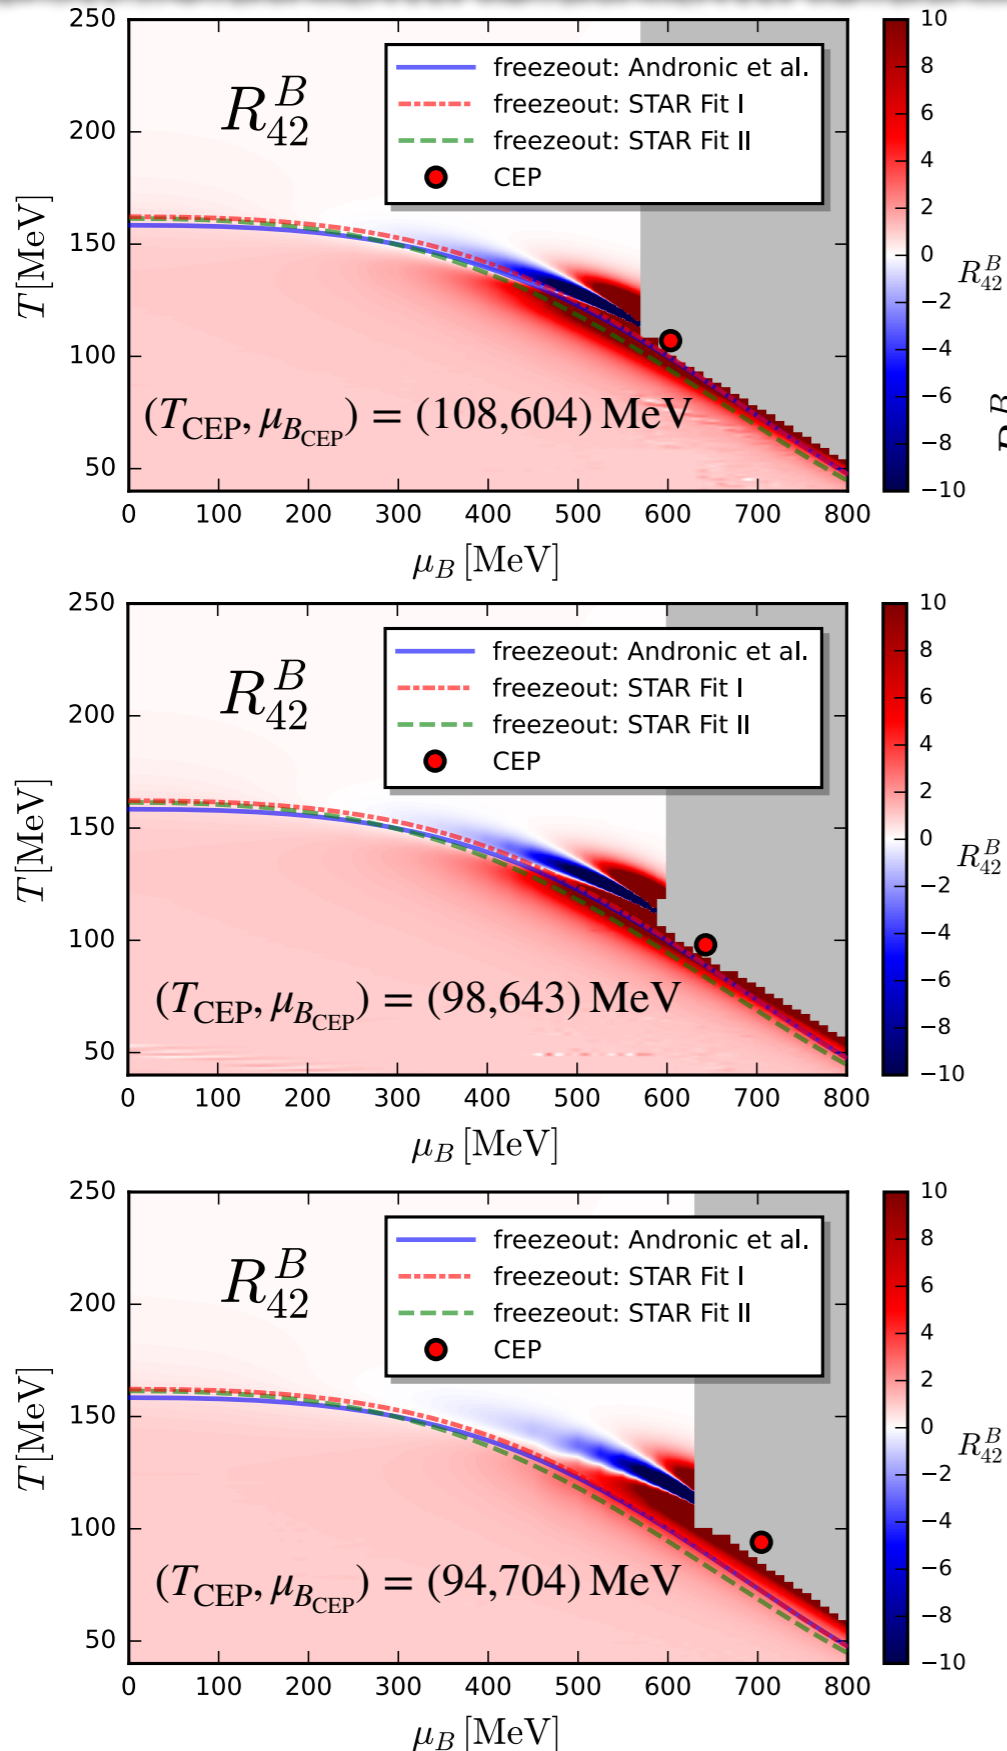 250
200
150
100
50
T [MeV]
R^B_42
freezeout: Andronic et al.
freezeout: STAR Fit I
freezeout: STAR Fit II
CEP
(T_CEP, μ_B_CEP) = (108,604) MeV
0 100 200 300 400 500 600 700 800
μ_B [MeV]
10
8
6
4
2
0
−2
−4
−6
−8
−10
R^B_42
250
200
150
100
50
T [MeV]
R^B_42
freezeout: Andronic et al.
freezeout: STAR Fit I
freezeout: STAR Fit II
CEP
(T_CEP, μ_B_CEP) = (98,643) MeV
0 100 200 300 400 500 600 700 800
μ_B [MeV]
10
8
6
4
2
0
−2
−4
−6
−8
−10
R^B_42
250
200
150
100
50
T [MeV]
R^B_42
freezeout: Andronic et al.
freezeout: STAR Fit I
freezeout: STAR Fit II
CEP
(T_CEP, μ_B_CEP) = (94,704) MeV
0 100 200 300 400 500 600 700 800
μ_B [MeV]
10
8
6
4
2
0
−2
−4
−6
−8
−10
R^B_42